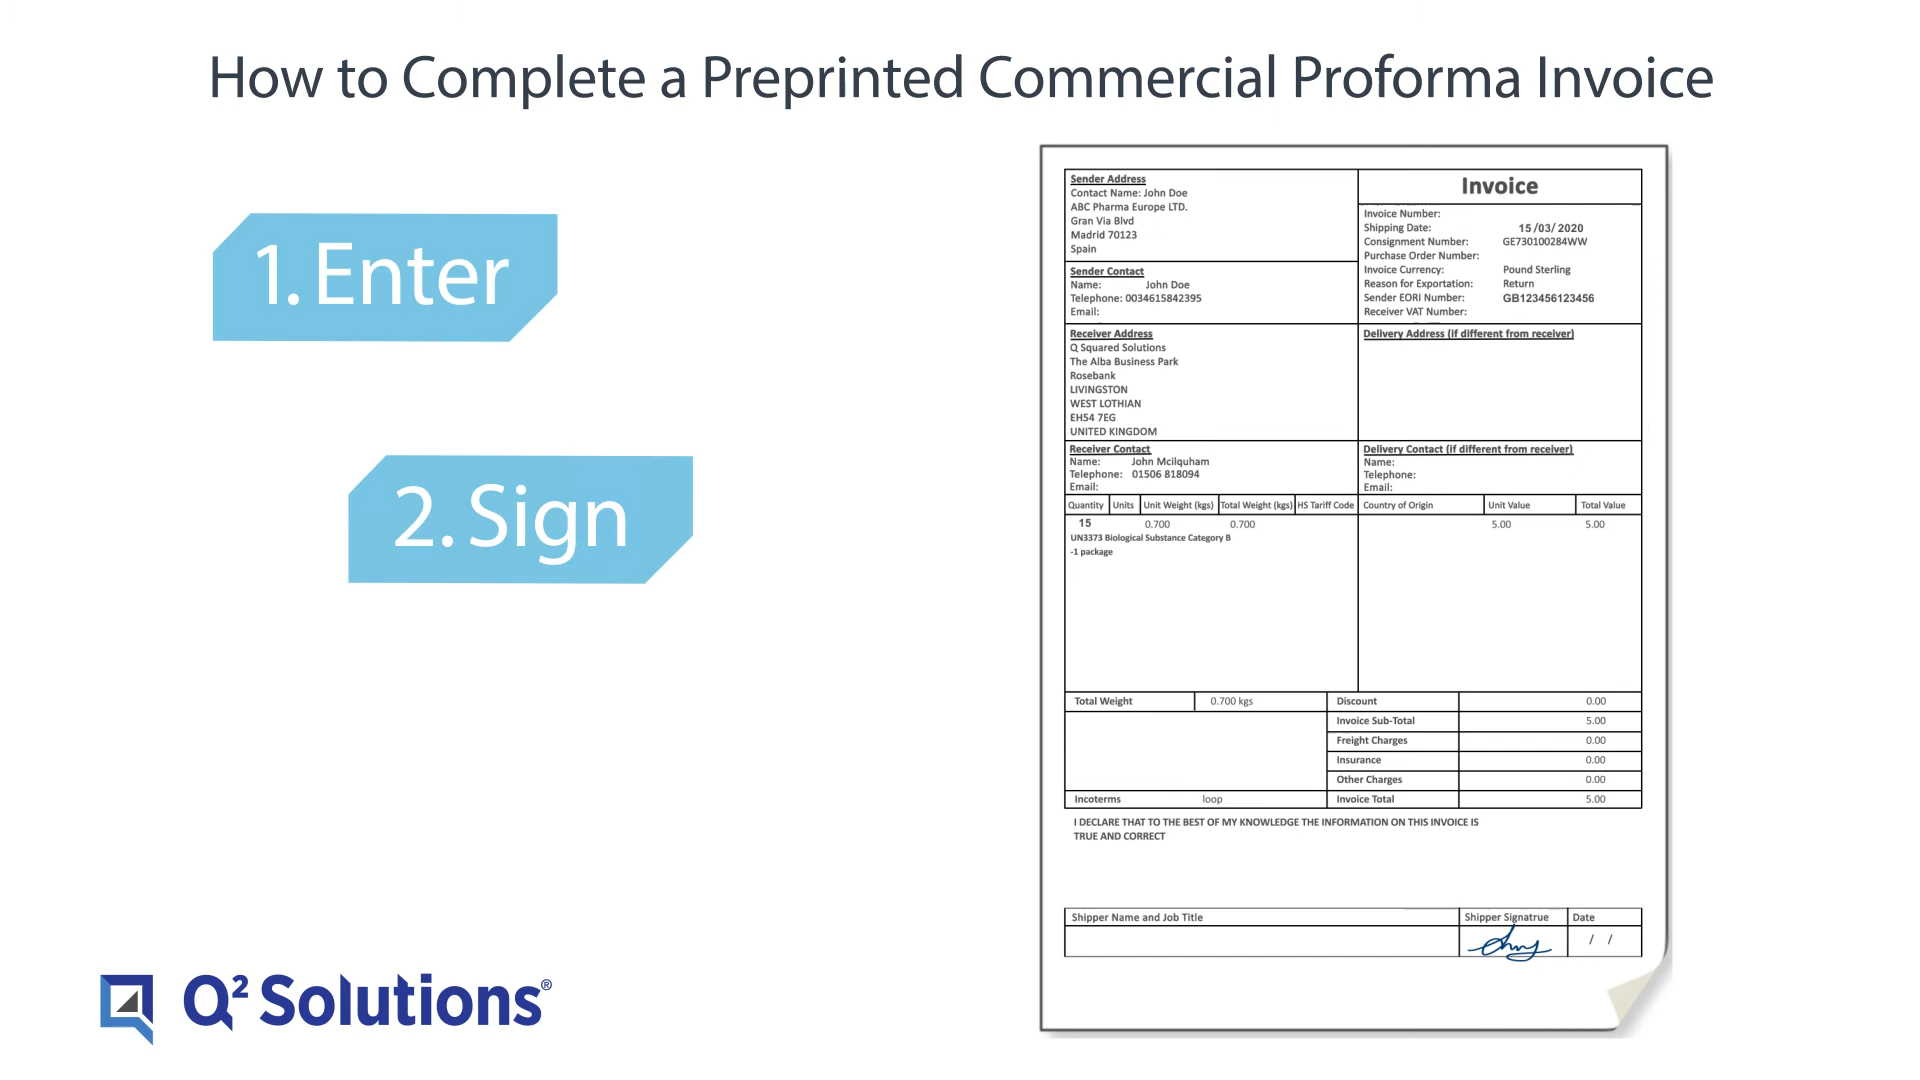 How to Complete a Preprinted Commercial Proforma Invoice
1. Enter
2. Sign
Q² Solutions®
Sender Address
Contact Name: John Doe
ABC Pharma Europe LTD.
Gran Via Blvd
Madrid 70123
Spain
Sender Contact
Name: John Doe
Telephone: 0034615842395
Email:
Invoice
Invoice Number:
Shipping Date: 15/03/2020
Consignment Number: GE730100284WW
Purchase Order Number:
Invoice Currency: Pound Sterling
Reason for Exportation: Return
Sender EORI Number: GB123456123456
Receiver VAT Number:
Receiver Address
Q Squared Solutions
The Alba Business Park
Rosebank
LIVINGSTON
WEST LOTHIAN
EH54 7EG
UNITED KINGDOM
Delivery Address (if different from receiver)
Receiver Contact
Name: John Mcilquham
Telephone: 01506 818094
Email:
Delivery Contact (if different from receiver)
Name:
Telephone:
Email:
Quantity Units Unit Weight (kgs) Total Weight (kgs) HS Tariff Code Country of Origin Unit Value Total Value
15 0.700 0.700 5.00 5.00
UN3373 Biological Substance Category B
-1 package
Total Weight 0.700 kgs Discount 0.00
Invoice Sub-Total 5.00
Freight Charges 0.00
Insurance 0.00
Other Charges 0.00
Incoterms loop Invoice Total 5.00
I DECLARE THAT TO THE BEST OF MY KNOWLEDGE THE INFORMATION ON THIS INVOICE IS
TRUE AND CORRECT
Shipper Name and Job Title Shipper Signatrue Date
/ /